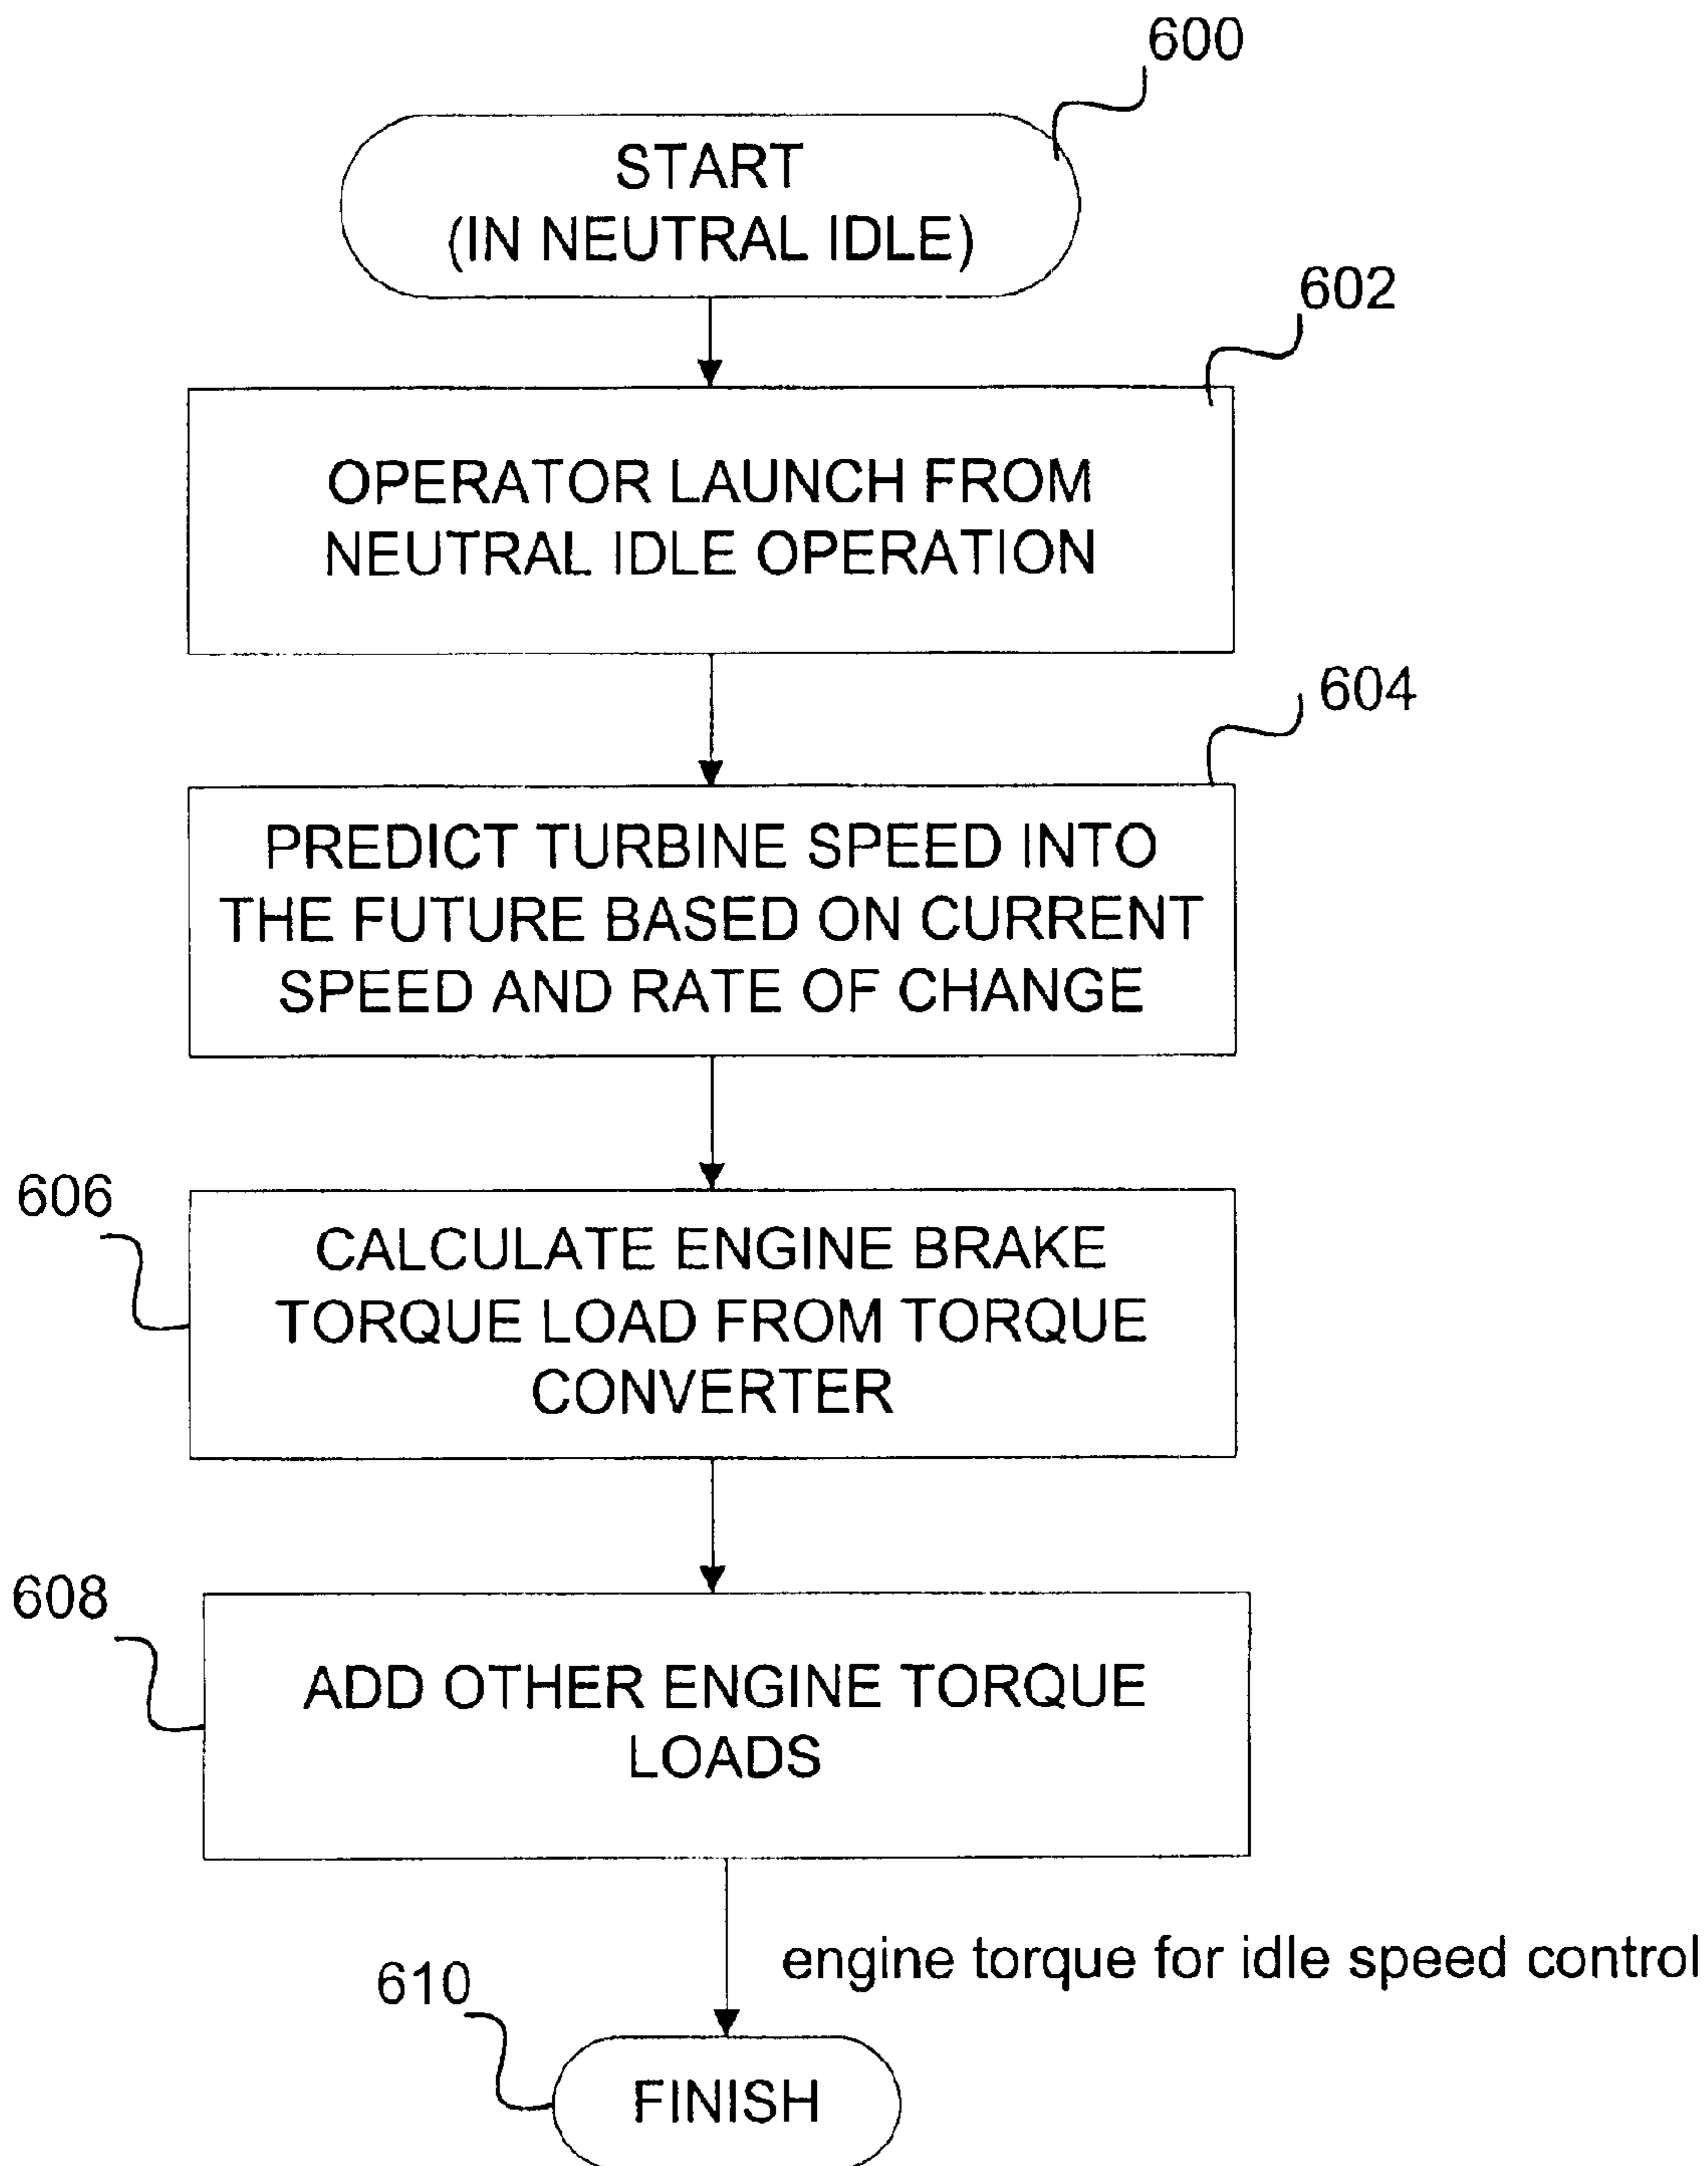 600
START
(IN NEUTRAL IDLE)
602
OPERATOR LAUNCH FROM
NEUTRAL IDLE OPERATION
604
PREDICT TURBINE SPEED INTO
THE FUTURE BASED ON CURRENT
SPEED AND RATE OF CHANGE
606
CALCULATE ENGINE BRAKE
TORQUE LOAD FROM TORQUE
CONVERTER
608
ADD OTHER ENGINE TORQUE
LOADS
engine torque for idle speed control
610
FINISH